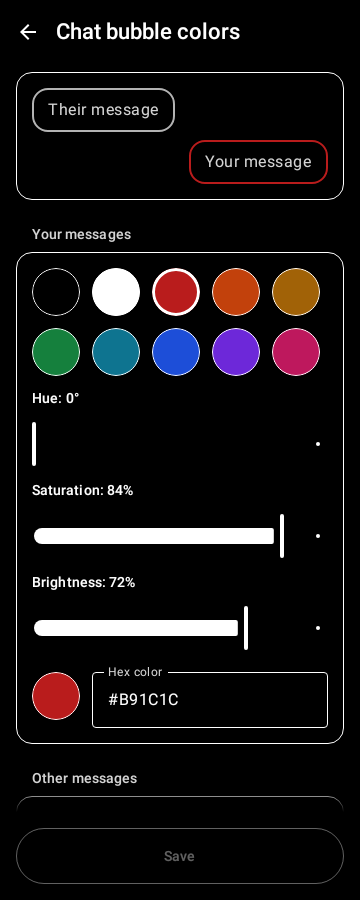 Chat bubble colors
Their message
Your message
Your messages
Hue: 0°
Saturation: 84%
Brightness: 72%
Hex color
#B91C1C
Other messages
Save